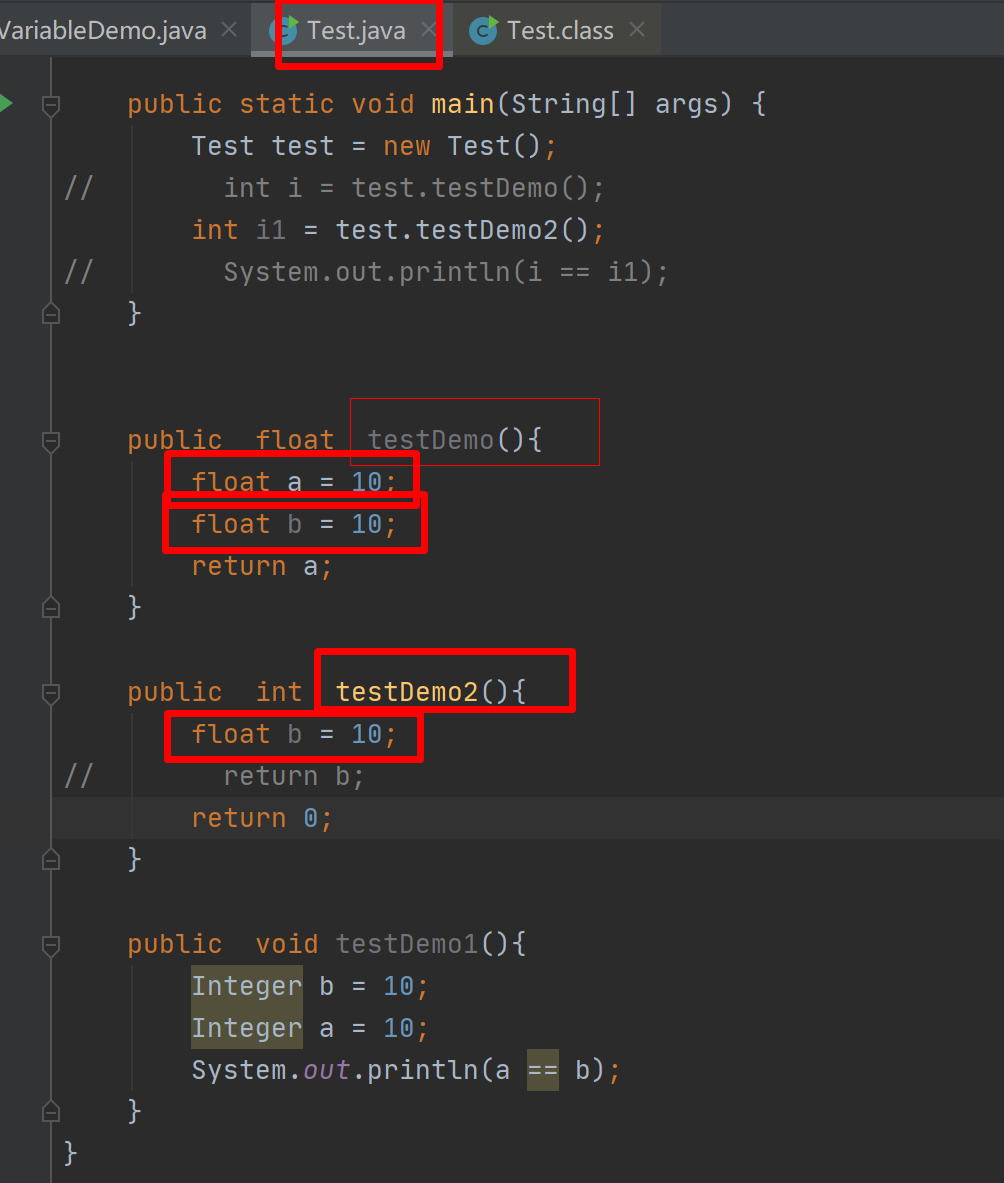 VariableDemo.java Test.java Test.class
public static void main(String[] args) {
Test test = new Test();
// int i = test.testDemo();
int i1 = test.testDemo2();
// System.out.println(i == i1);
}
public float testDemo(){
float a = 10;
float b = 10;
return a;
}
public int testDemo2(){
float b = 10;
// return b;
return 0;
}
public void testDemo1(){
Integer b = 10;
Integer a = 10;
System.out.println(a == b);
}
}